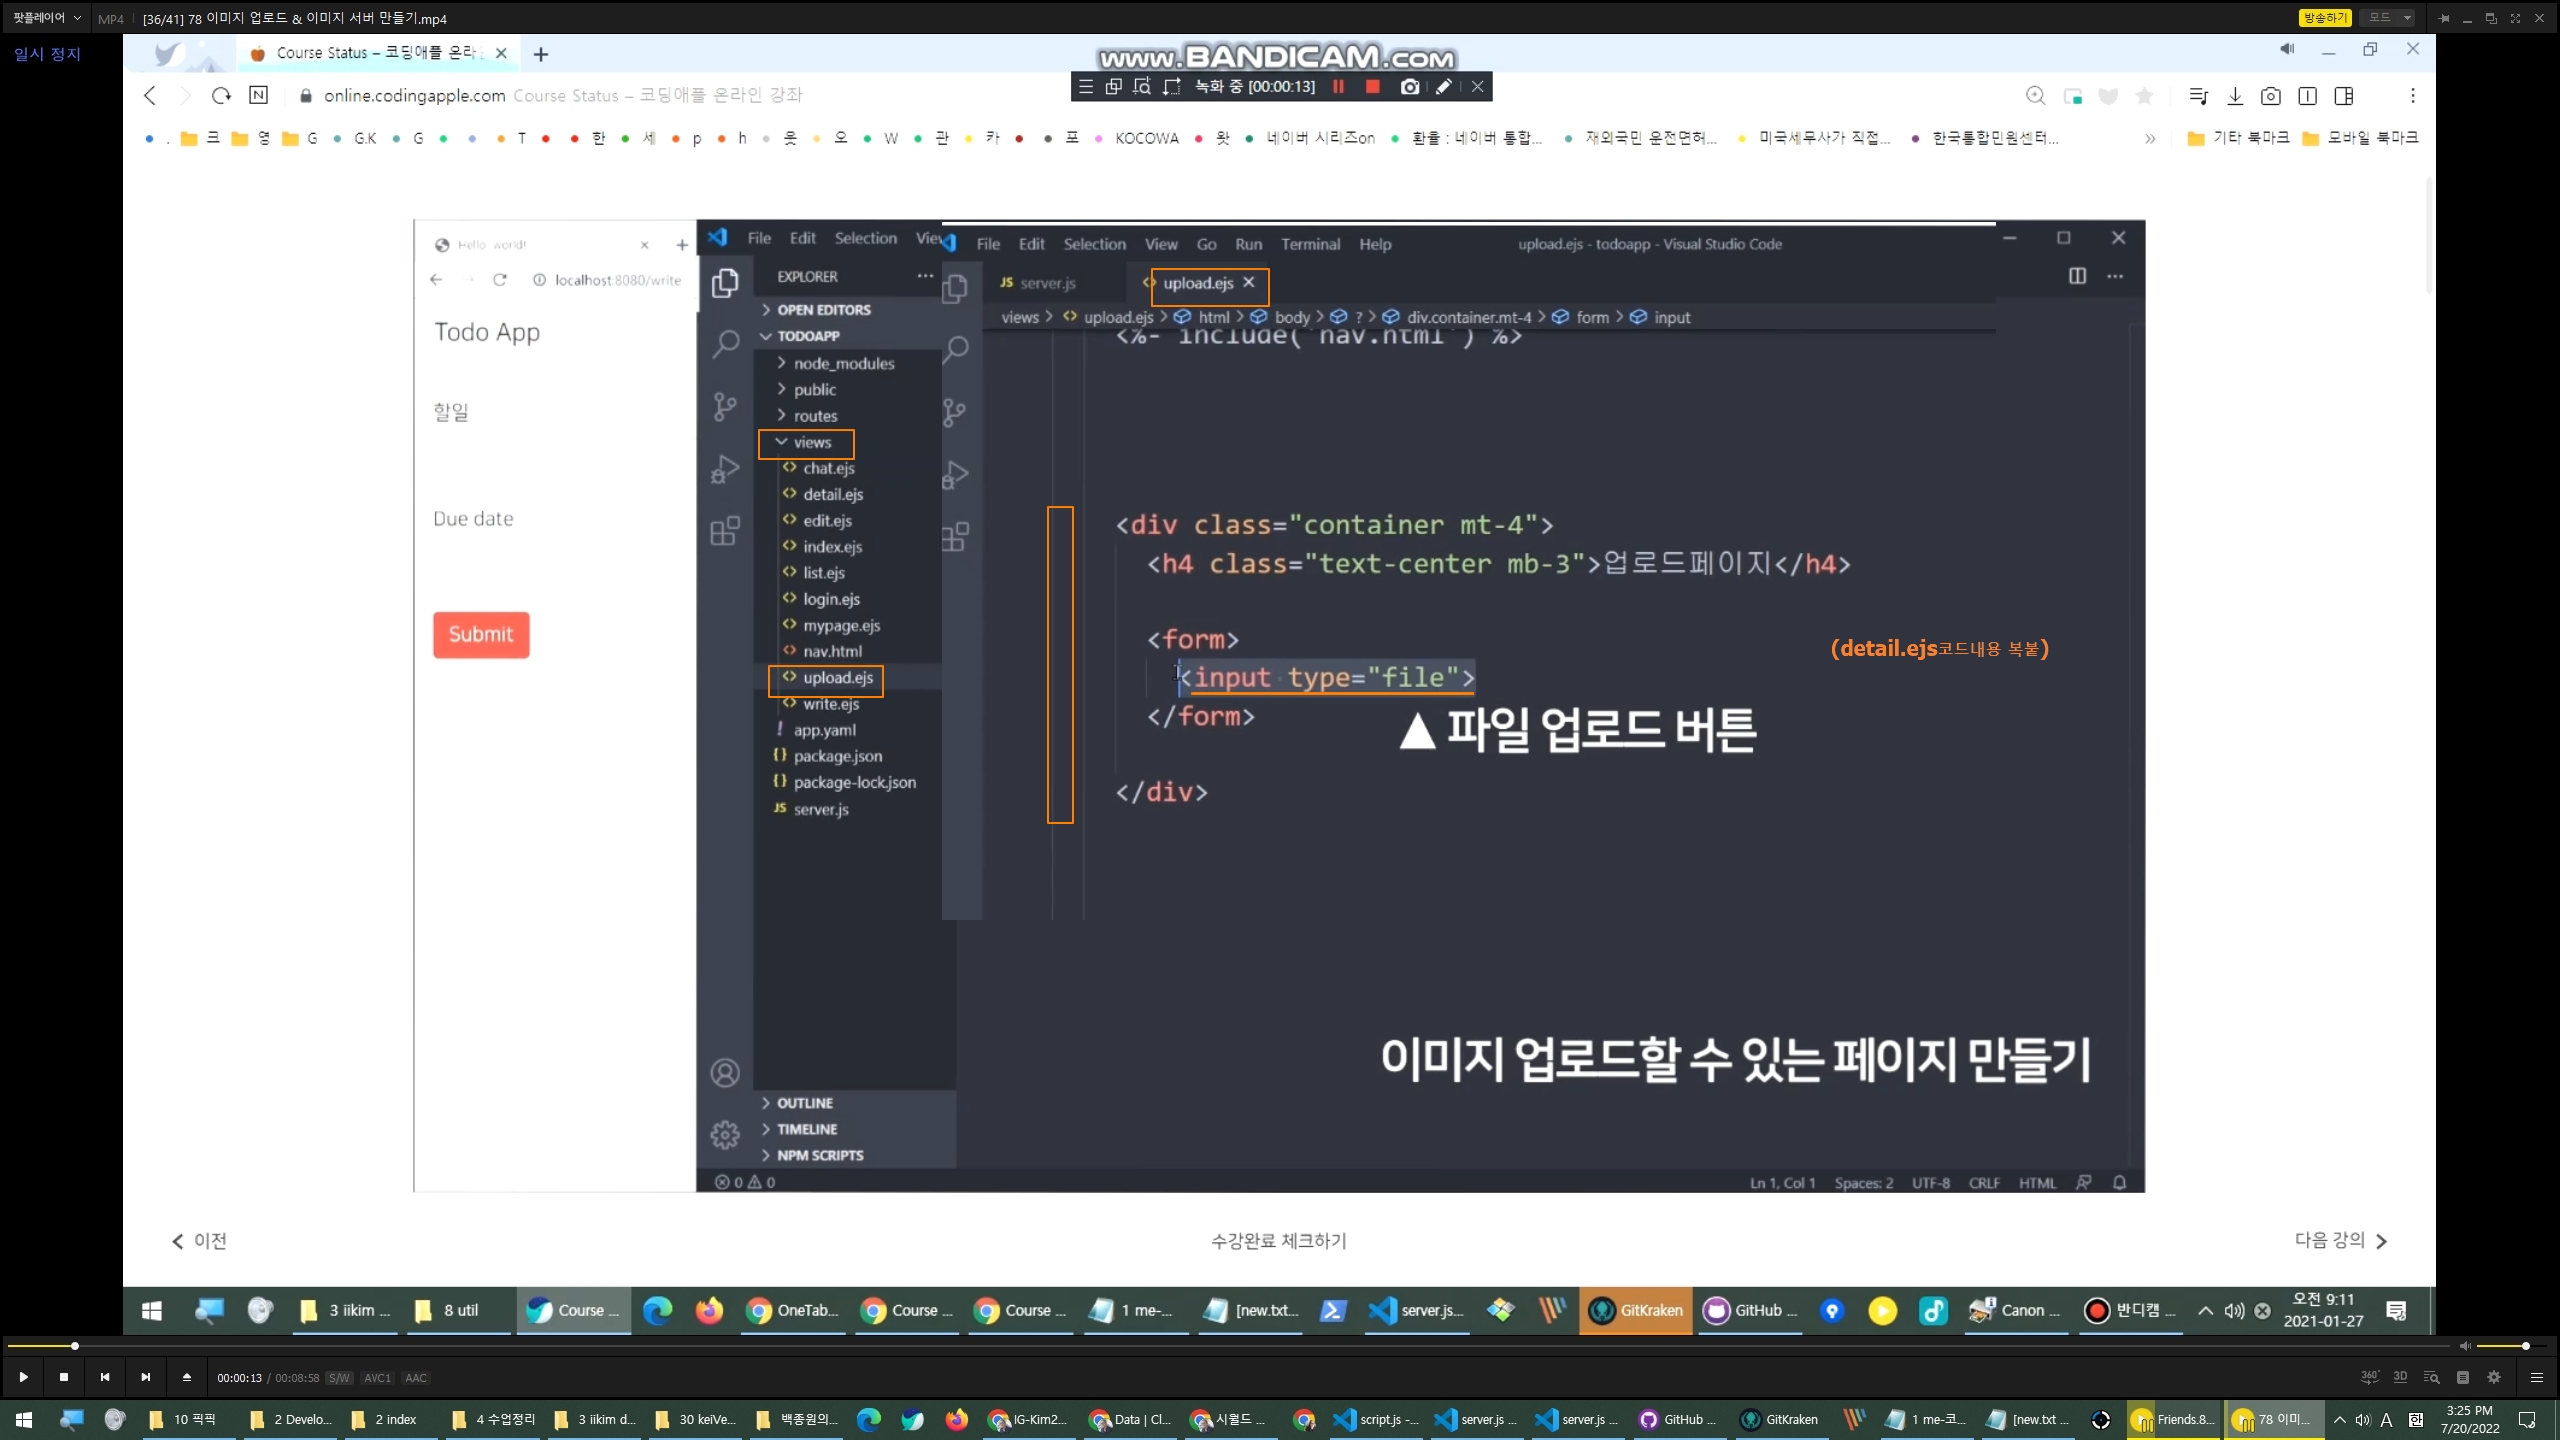 팟플레이어 MP4 [36/41] 78 이미지 업로드 & 이미지 서버 만들기.mp4 방송하기 모드
일시 정지
Course Status – 코딩애플 온라인
www.BANDICAM.com
녹화 중 [00:00:13]
online.codingapple.com Course Status – 코딩애플 온라인 강좌
. 크 영 G G.K G T 한 세 p h 웃 오 W 관 카 포 KOCOWA 왓 네이버 시리즈on 환율 : 네이버 통합... 재외국민 운전면허... 미국세무사가 직접... 한국통합민원센터... » 기타 북마크 모바일 북마크
Hello world!
localhost:8080/write
Todo App
할일
Due date
Submit
File Edit Selection View
EXPLORER
OPEN EDITORS
TODOAPP
node_modules
public
routes
views
chat.ejs
detail.ejs
edit.ejs
index.ejs
list.ejs
login.ejs
mypage.ejs
nav.html
upload.ejs
write.ejs
app.yaml
package.json
package-lock.json
server.js
OUTLINE
TIMELINE
NPM SCRIPTS
File Edit Selection View Go Run Terminal Help upload.ejs - todoapp - Visual Studio Code
JS server.js upload.ejs
views > upload.ejs > html > body > ? > div.container.mt-4 > form > input
<%- include('nav.html') %>
<div class="container mt-4">
<h4 class="text-center mb-3">업로드페이지</h4>
<form>
<input type="file">
</form>
</div>
(detail.ejs코드내용 복붙)
▲ 파일 업로드 버튼
이미지 업로드할 수 있는 페이지 만들기
0 0 Ln 1, Col 1 Spaces: 2 UTF-8 CRLF HTML
이전 수강완료 체크하기 다음 강의
3 iikim ... 8 util Course ... OneTab... Course ... Course ... 1 me-... [new.txt... server.js... GitKraken GitHub ... Canon ... 반디캠 ... 오전 9:11
2021-01-27
00:00:13 / 00:08:58 S/W AVC1 AAC 360° 3D
10 픽픽 2 Develo... 2 index 4 수업정리 3 iikim d... 30 keiVe... 백종원의... IG-Kim2... Data | Cl... 시월드 ... script.js -... server.js ... server.js ... GitHub ... GitKraken 1 me-코... [new.txt ... Friends.8... 78 이미... A 한 3:25 PM
7/20/2022